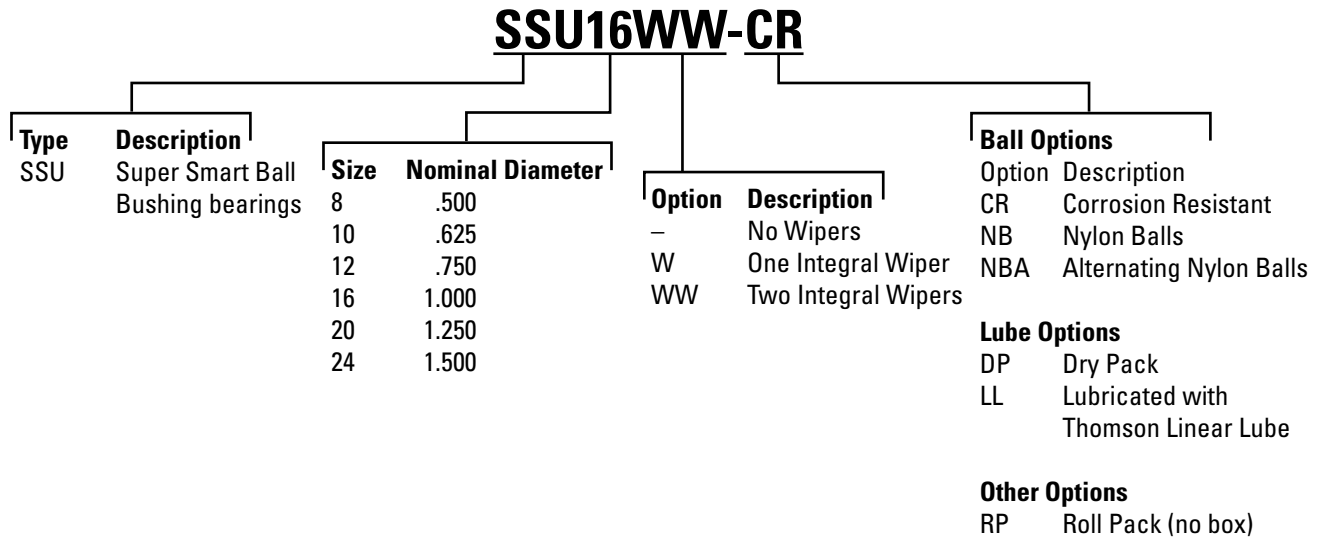 SSU16WW-CR
Type Description
SSU Super Smart Ball
Bushing bearings
Size Nominal Diameter
8 .500
10 .625
12 .750
16 1.000
20 1.250
24 1.500
Option Description
– No Wipers
W One Integral Wiper
WW Two Integral Wipers
Ball Options
Option Description
CR Corrosion Resistant
NB Nylon Balls
NBA Alternating Nylon Balls
Lube Options
DP Dry Pack
LL Lubricated with
Thomson Linear Lube
Other Options
RP Roll Pack (no box)